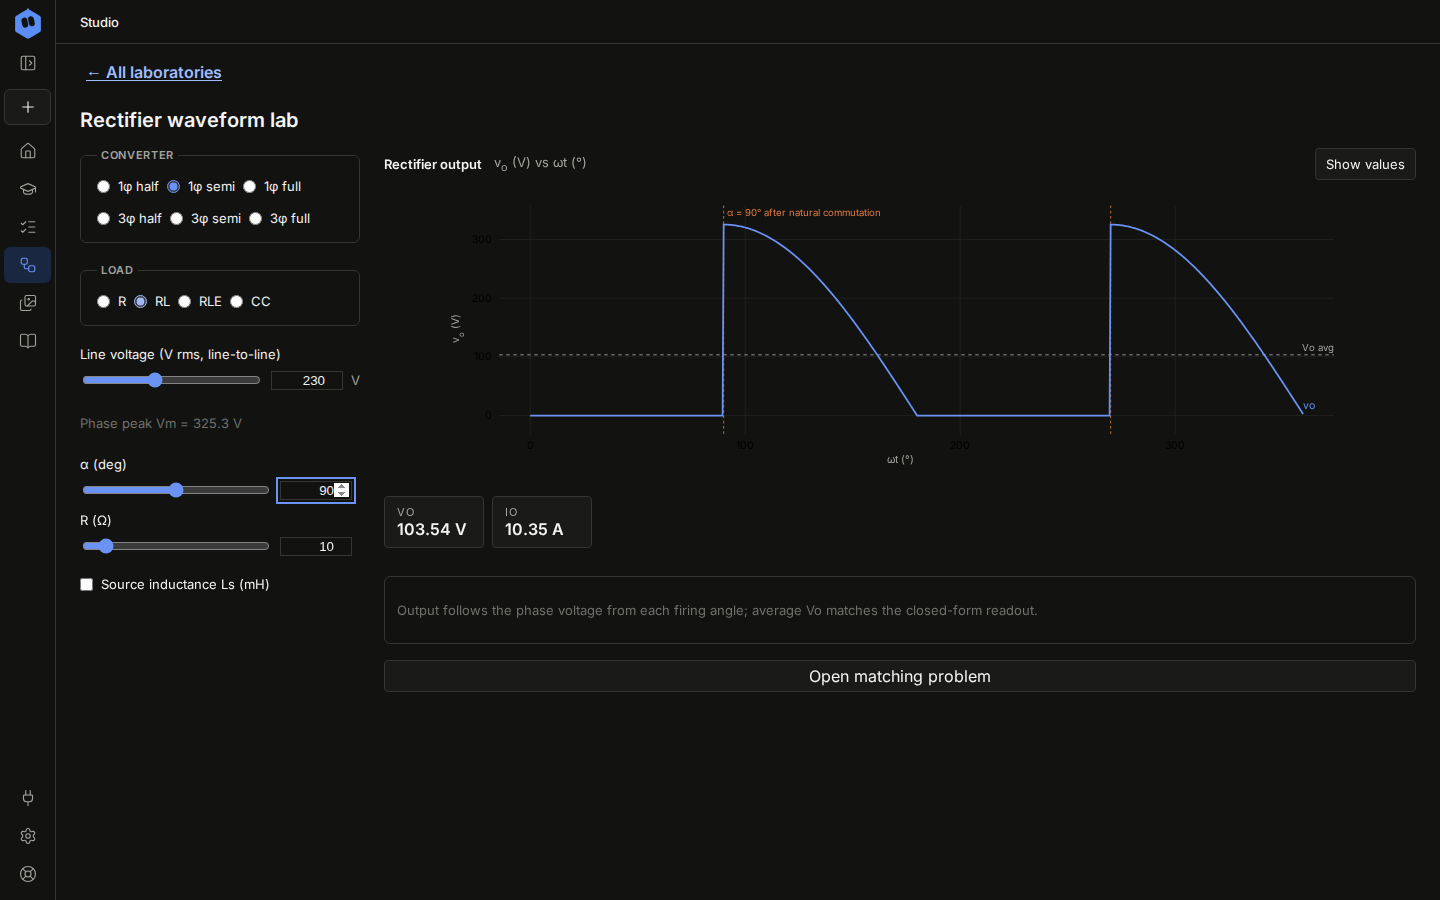 Studio
← All laboratories
Rectifier waveform lab
CONVERTER
1φ half 1φ semi 1φ full
3φ half 3φ semi 3φ full
LOAD
R RL RLE CC
Line voltage (V rms, line-to-line)
230 V
Phase peak Vm = 325.3 V
α (deg)
90
R (Ω)
10
Source inductance Ls (mH)
Rectifier output vo (V) vs ωt (°)
Show values
α = 90° after natural commutation
300
200
100
0
vo (V)
Vo avg
vo
0 100 200 300
ωt (°)
VO
103.54 V
IO
10.35 A
Output follows the phase voltage from each firing angle; average Vo matches the closed-form readout.
Open matching problem